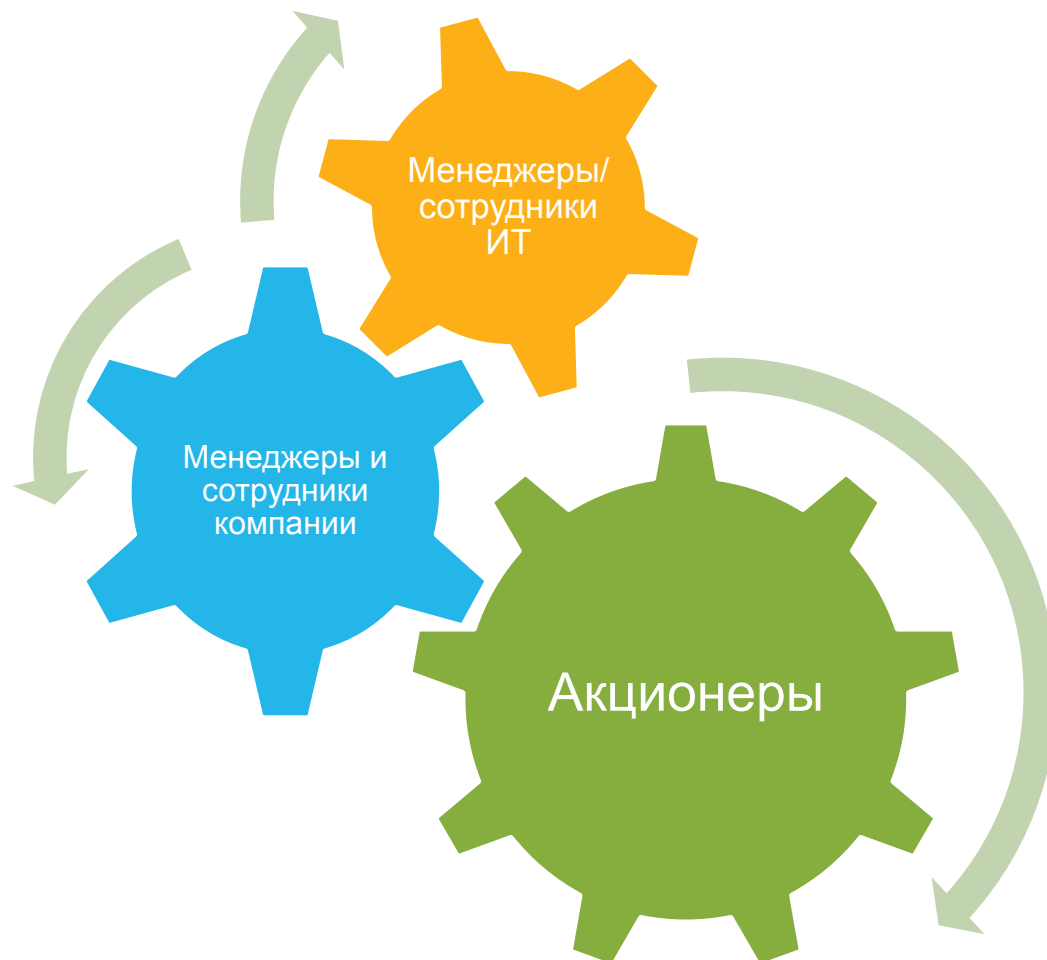 Менеджеры/
сотрудники
ИТ
Менеджеры и
сотрудники
компании
Акционеры